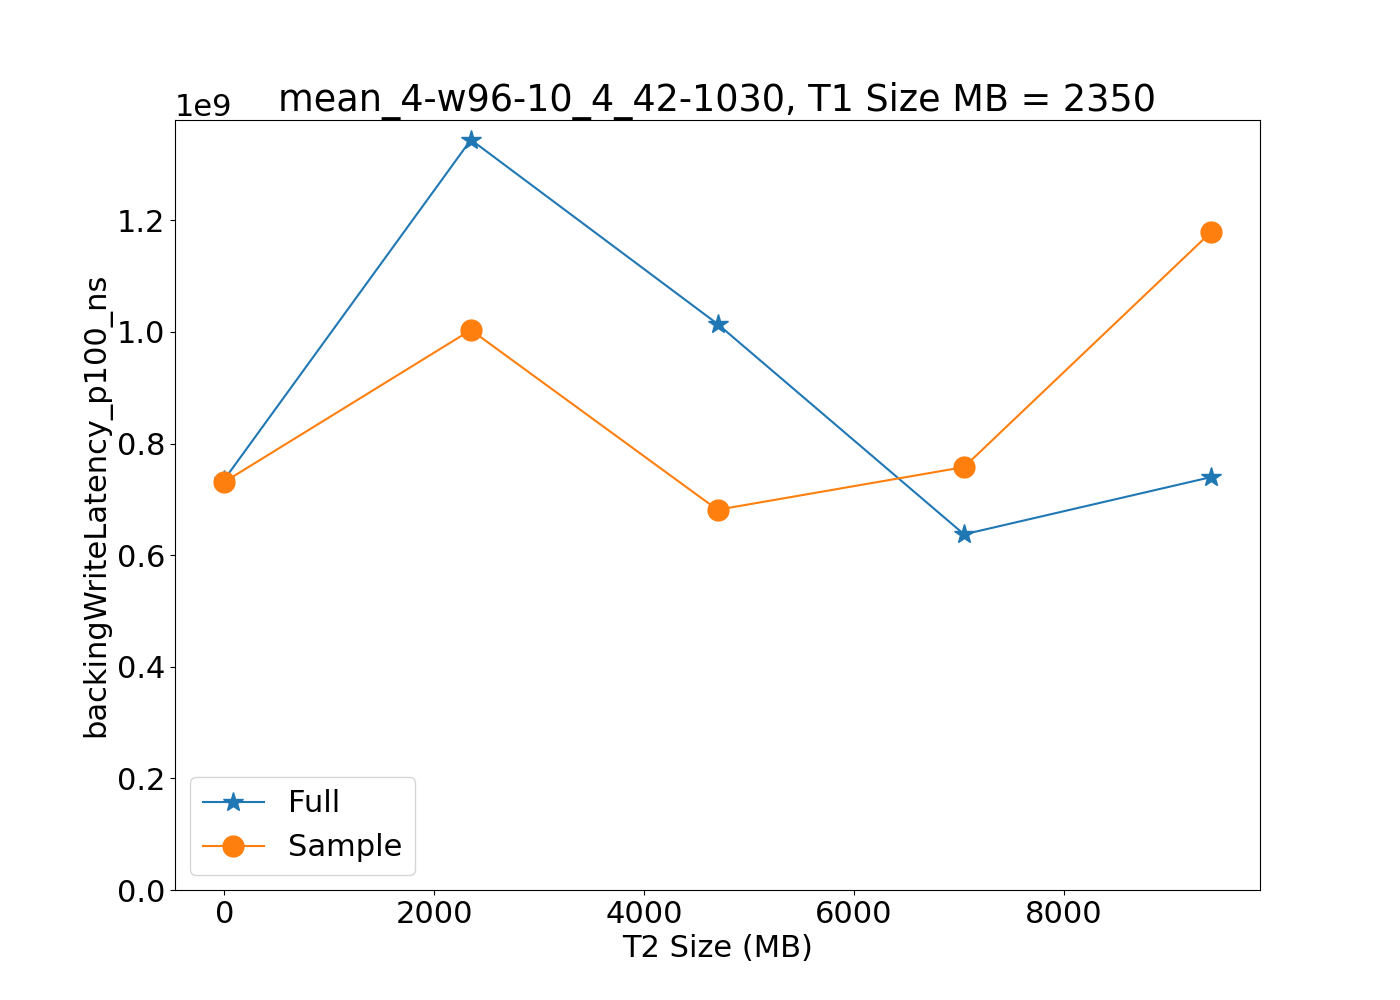 1e9
mean_4-w96-10_4_42-1030, T1 Size MB = 2350
backingWriteLatency_p100_ns
1.2
1.0
0.8
0.6
0.4
0.2
0.0
Full
Sample
0 2000 4000 6000 8000
T2 Size (MB)